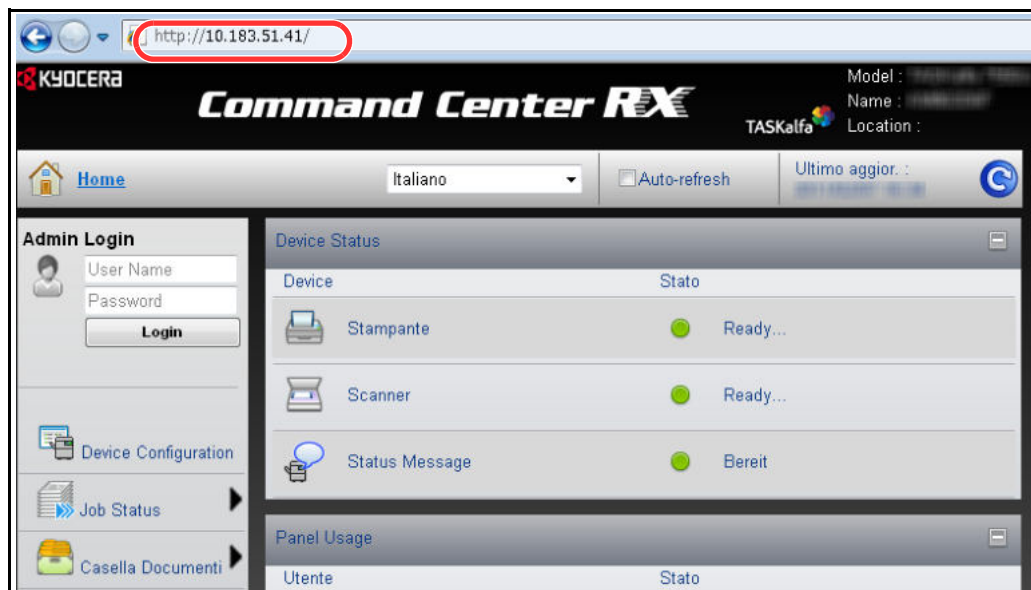 http://10.183.51.41/
KYOCERA
Command Center RX
TASKalfa
Model :
Name :
Location :
Home
Italiano
Auto-refresh
Ultimo aggior. :
Admin Login
User Name
Password
Login
Device Configuration
Job Status
Casella Documenti
Device Status
Device Stato
Stampante Ready...
Scanner Ready...
Status Message Bereit
Panel Usage
Utente Stato